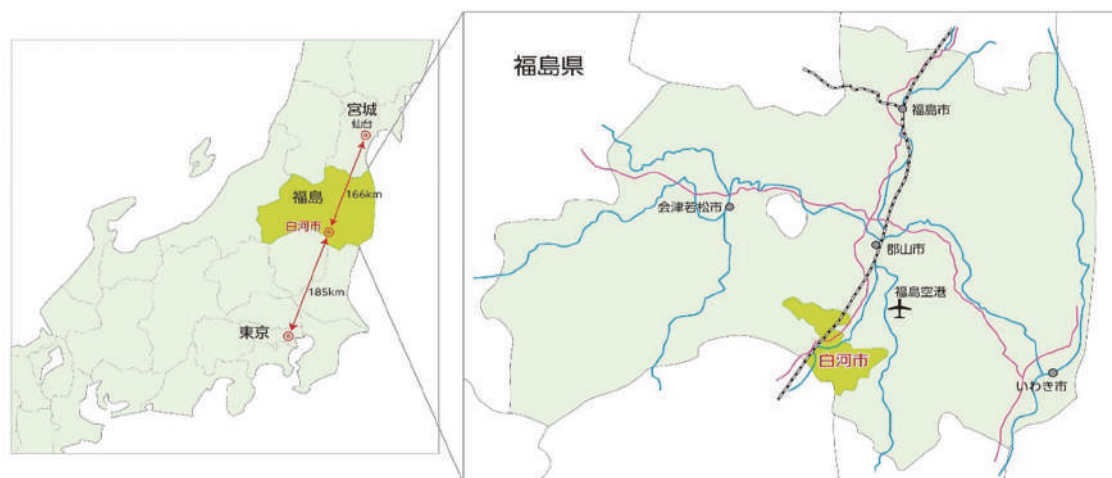 宮城
仙台
福島
166km
白河市
185km
東京
福島県
福島市
会津若松市
郡山市
福島空港
白河市
いわき市